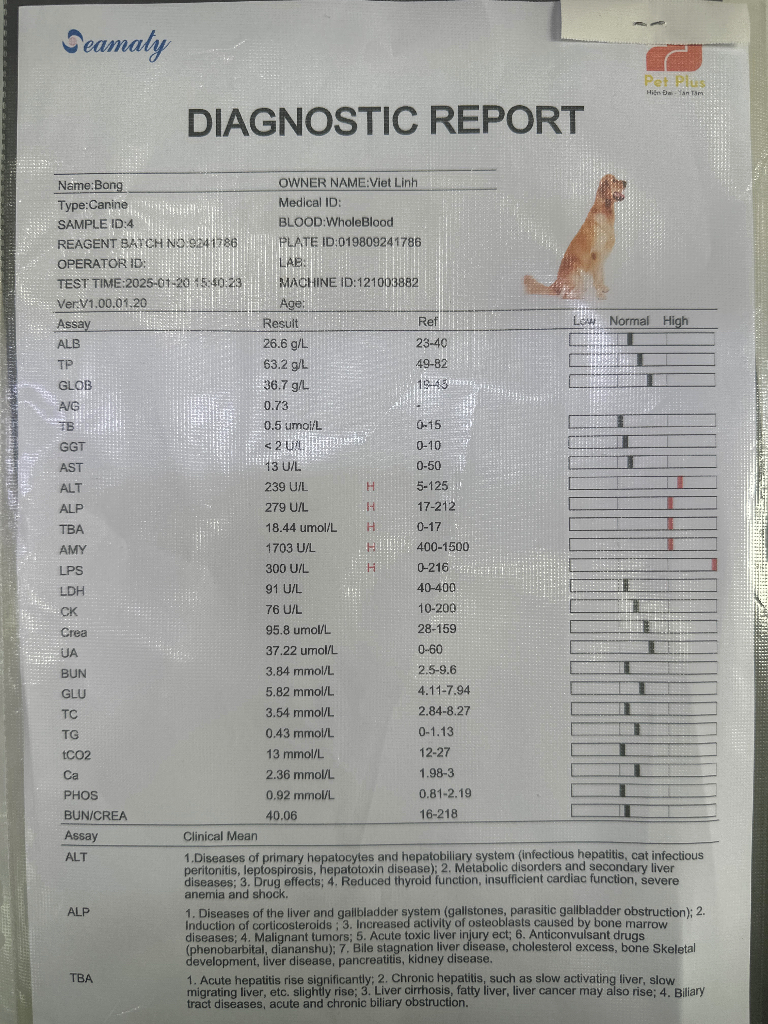 Seamaty
Pet Plus
Hiện Đại - Tận Tâm
DIAGNOSTIC REPORT
Name:Bong OWNER NAME:Viet Linh
Type:Canine Medical ID:
SAMPLE ID:4 BLOOD:WholeBlood
REAGENT BATCH NO:9241786 PLATE ID:019809241786
OPERATOR ID: LAB:
TEST TIME:2025-01-20 15:40:23 MACHINE ID:121003882
Ver:V1.00.01.20 Age:
Assay Result Ref Low Normal High
ALB 26.6 g/L 23-40
TP 63.2 g/L 49-82
GLOB 36.7 g/L 19-45
A/G 0.73 -
TB 0.5 umol/L 0-15
GGT < 2 U/L 0-10
AST 13 U/L 0-50
ALT 239 U/L H 5-125
ALP 279 U/L H 17-212
TBA 18.44 umol/L H 0-17
AMY 1703 U/L H 400-1500
LPS 300 U/L H 0-216
LDH 91 U/L 40-400
CK 76 U/L 10-200
Crea 95.8 umol/L 28-159
UA 37.22 umol/L 0-60
BUN 3.84 mmol/L 2.5-9.6
GLU 5.82 mmol/L 4.11-7.94
TC 3.54 mmol/L 2.84-8.27
TG 0.43 mmol/L 0-1.13
tCO2 13 mmol/L 12-27
Ca 2.36 mmol/L 1.98-3
PHOS 0.92 mmol/L 0.81-2.19
BUN/CREA 40.06 16-218
Assay Clinical Mean
ALT 1.Diseases of primary hepatocytes and hepatobiliary system (infectious hepatitis, cat infectious
peritonitis, leptospirosis, hepatotoxin disease); 2. Metabolic disorders and secondary liver
diseases; 3. Drug effects; 4. Reduced thyroid function, insufficient cardiac function, severe
anemia and shock.
ALP 1. Diseases of the liver and gallbladder system (gallstones, parasitic gallbladder obstruction); 2.
Induction of corticosteroids ; 3. Increased activity of osteoblasts caused by bone marrow
diseases; 4. Malignant tumors; 5. Acute toxic liver injury ect; 6. Anticonvulsant drugs
(phenobarbital, diananshu); 7. Bile stagnation liver disease, cholesterol excess, bone Skeletal
development, liver disease, pancreatitis, kidney disease.
TBA 1. Acute hepatitis rise significantly; 2. Chronic hepatitis, such as slow activating liver, slow
migrating liver, etc. slightly rise; 3. Liver cirrhosis, fatty liver, liver cancer may also rise; 4. Biliary
tract diseases, acute and chronic biliary obstruction.